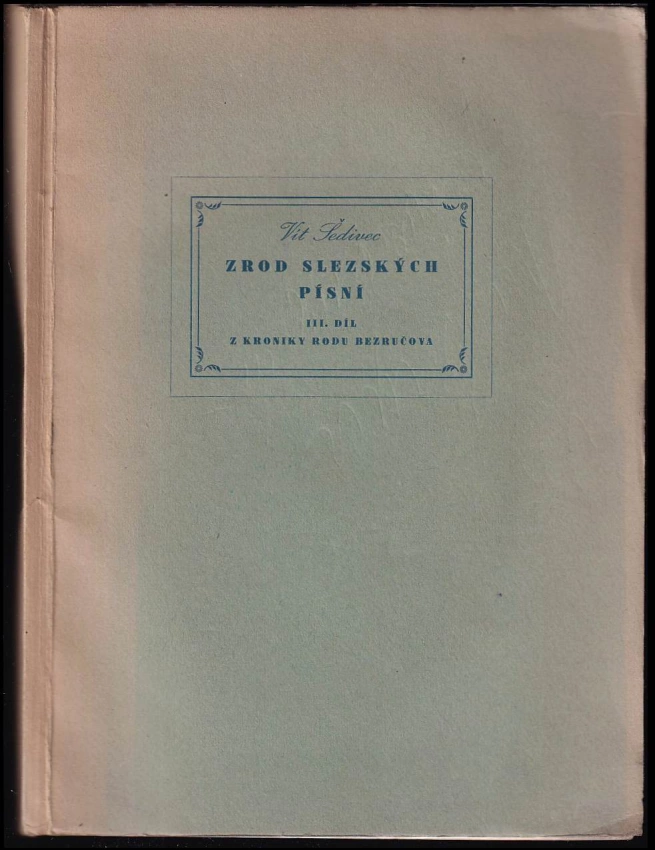 Vít Šedivec
ZROD SLEZSKÝCH
PÍSNÍ
III. DÍL
Z KRONIKY RODU BEZRUČOVA